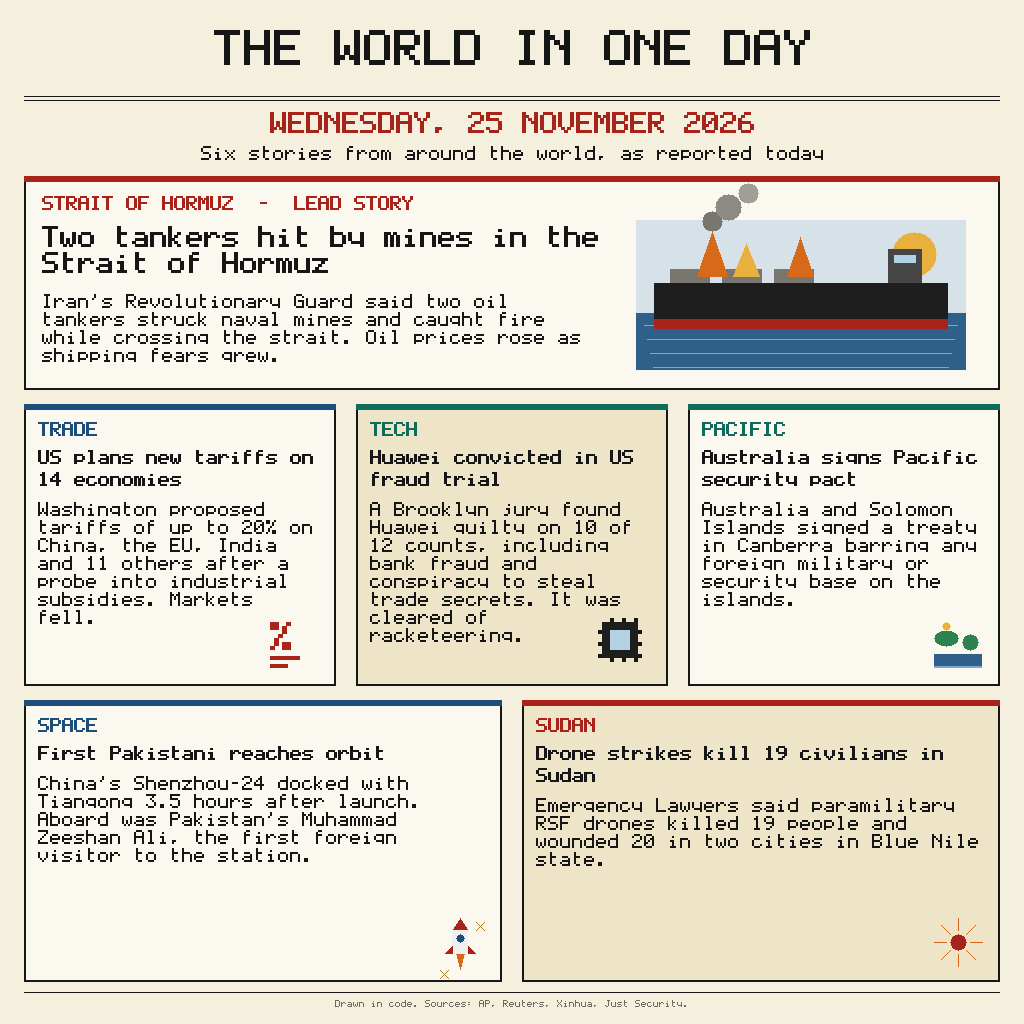 THE WORLD IN ONE DAY
WEDNESDAY, 25 NOVEMBER 2026
Six stories from around the world, as reported today
STRAIT OF HORMUZ - LEAD STORY
Two tankers hit by mines in the
Strait of Hormuz
Iran's Revolutionary Guard said two oil
tankers struck naval mines and caught fire
while crossing the strait. Oil prices rose as
shipping fears grew.
TRADE
US plans new tariffs on
14 economies
Washington proposed
tariffs of up to 20% on
China, the EU, India
and 11 others after a
probe into industrial
subsidies. Markets
fell.
TECH
Huawei convicted in US
fraud trial
A Brooklyn jury found
Huawei guilty on 10 of
12 counts, including
bank fraud and
conspiracy to steal
trade secrets. It was
cleared of
racketeering.
PACIFIC
Australia signs Pacific
security pact
Australia and Solomon
Islands signed a treaty
in Canberra barring any
foreign military or
security base on the
islands.
SPACE
First Pakistani reaches orbit
China's Shenzhou-24 docked with
Tiangong 3.5 hours after launch.
Aboard was Pakistan's Muhammad
Zeeshan Ali, the first foreign
visitor to the station.
SUDAN
Drone strikes kill 19 civilians in
Sudan
Emergency Lawyers said paramilitary
RSF drones killed 19 people and
wounded 20 in two cities in Blue Nile
state.
Drawn in code. Sources: AP, Reuters, Xinhua, Just Security.